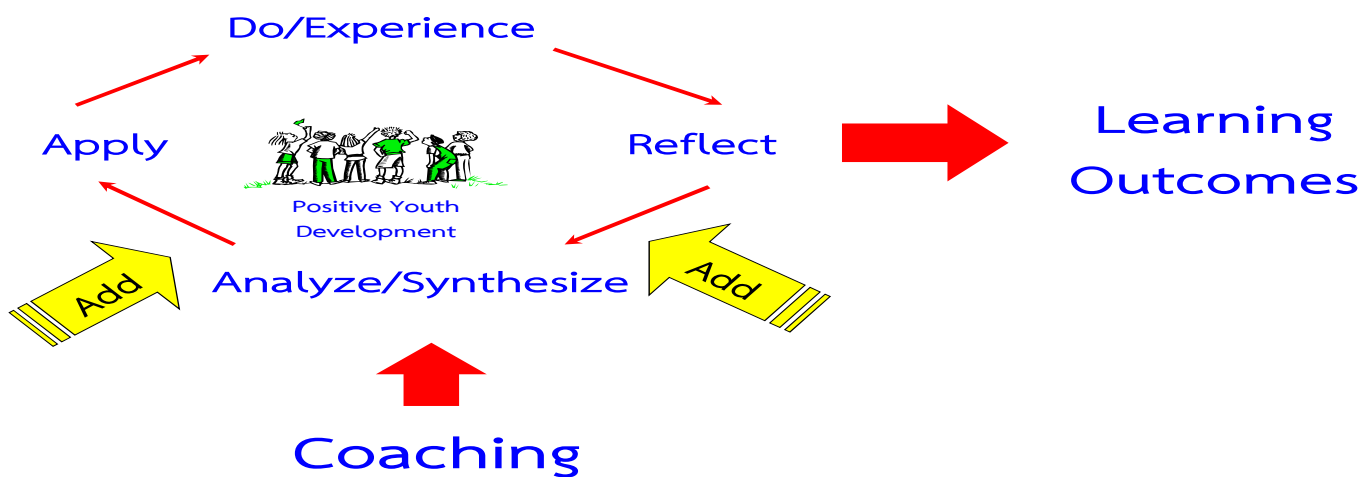 Do/Experience
Apply
Reflect
Learning
Outcomes
Positive Youth
Development
Add
Analyze/Synthesize
Add
Coaching